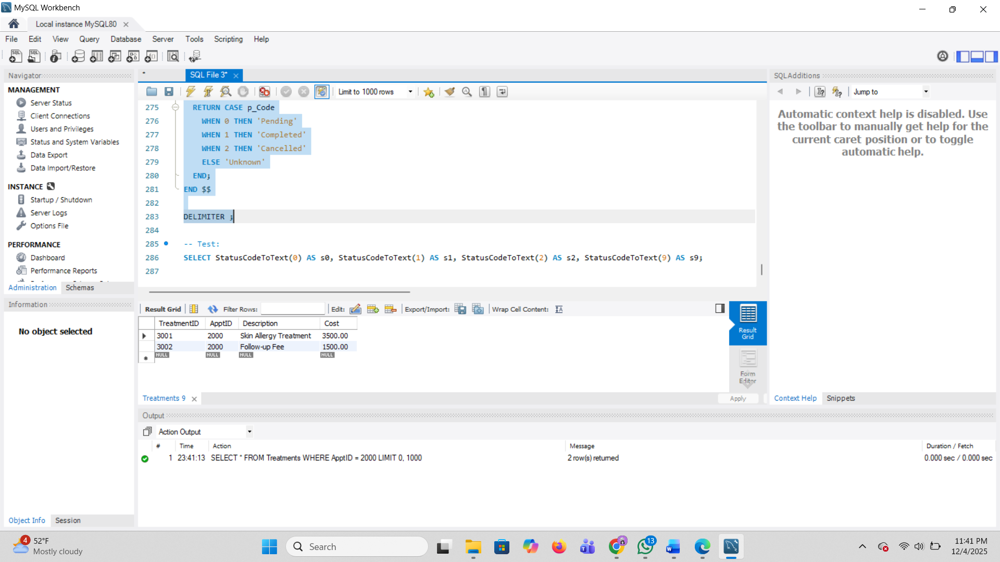 MySQL Workbench
Local instance MySQL80
File Edit View Query Database Server Tools Scripting Help
Navigator
MANAGEMENT
Server Status
Client Connections
Users and Privileges
Status and System Variables
Data Export
Data Import/Restore
INSTANCE
Startup / Shutdown
Server Logs
Options File
PERFORMANCE
Dashboard
Performance Reports
Administration Schemas
Information
No object selected
Object Info Session
* SQL File 3*
Limit to 1000 rows
275 RETURN CASE p_Code
276 WHEN 0 THEN 'Pending'
277 WHEN 1 THEN 'Completed'
278 WHEN 2 THEN 'Cancelled'
279 ELSE 'Unknown'
280 END;
281 END $$
282
283 DELIMITER ;
284
285 -- Test:
286 SELECT StatusCodeToText(0) AS s0, StatusCodeToText(1) AS s1, StatusCodeToText(2) AS s2, StatusCodeToText(9) AS s9;
287
Result Grid Filter Rows: Edit: Export/Import: Wrap Cell Content:
TreatmentID ApptID Description Cost
3001 2000 Skin Allergy Treatment 3500.00
3002 2000 Follow-up Fee 1500.00
NULL NULL NULL NULL
Result
Grid
Form
Editor
Treatments 9
Apply
SQLAdditions
Jump to
Automatic context help is disabled. Use
the toolbar to manually get help for the
current caret position or to toggle
automatic help.
Context Help Snippets
Output
Action Output
# Time Action Message Duration / Fetch
1 23:41:13 SELECT * FROM Treatments WHERE ApptID = 2000 LIMIT 0, 1000 2 row(s) returned 0.000 sec / 0.000 sec
4
52°F
Mostly cloudy
Search
13
11:41 PM
12/4/2025